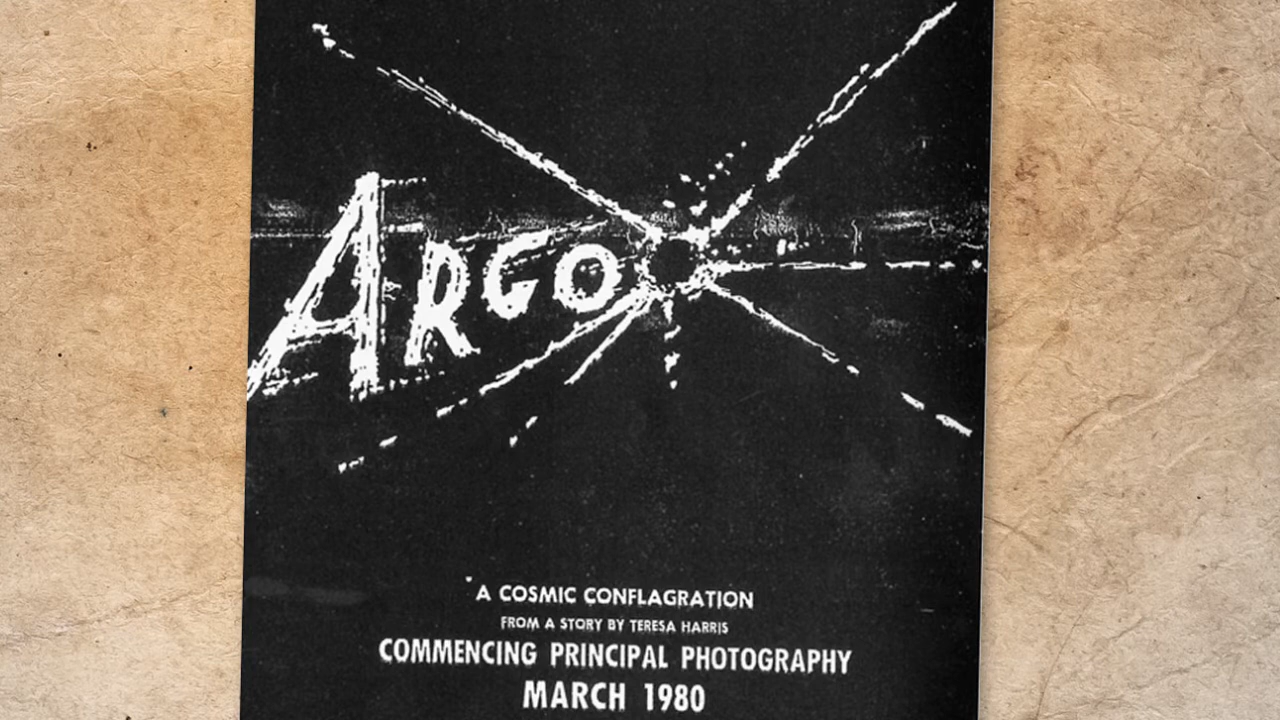 ARGO
"A COSMIC CONFLAGRATION
FROM A STORY BY TERESA HARRIS
COMMENCING PRINCIPAL PHOTOGRAPHY
MARCH 1980